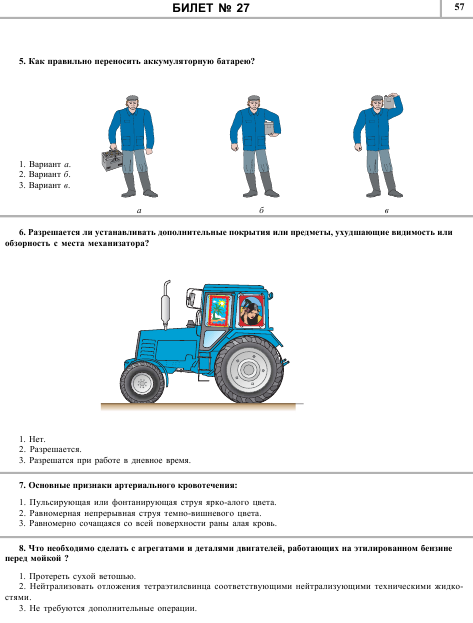 БИЛЕТ № 27
57
5. Как правильно переносить аккумуляторную батарею?
1. Вариант а.
2. Вариант б.
3. Вариант в.
а
б
в
6. Разрешается ли устанавливать дополнительные покрытия или предметы, ухудшающие видимость или
обзорность с места механизатора?
1. Нет.
2. Разрешается.
3. Разрешатся при работе в дневное время.
7. Основные признаки артериального кровотечения:
1. Пульсирующая или фонтанирующая струя ярко-алого цвета.
2. Равномерная непрерывная струя темно-вишневого цвета.
3. Равномерно сочащаяся со всей поверхности раны алая кровь.
8. Что необходимо сделать с агрегатами и деталями двигателей, работающих на этилированном бензине
перед мойкой ?
1. Протереть сухой ветошью.
2. Нейтрализовать отложения тетраэтилсвинца соответствующими нейтрализующими техническими жидко-
стями.
3. Не требуются дополнительные операции.